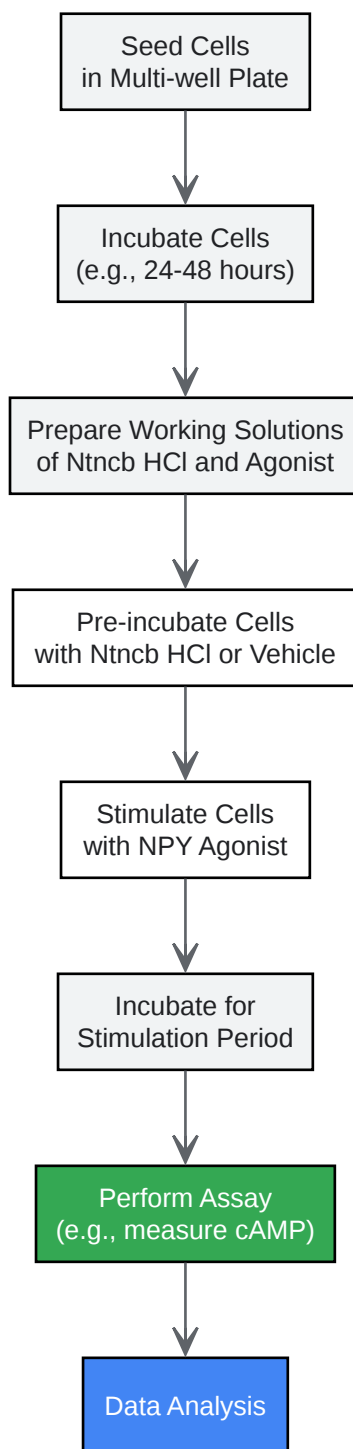 Seed Cells
in Multi-well Plate
Incubate Cells
(e.g., 24-48 hours)
Prepare Working Solutions
of Ntncb HCl and Agonist
Pre-incubate Cells
with Ntncb HCl or Vehicle
Stimulate Cells
with NPY Agonist
Incubate for
Stimulation Period
Perform Assay
(e.g., measure cAMP)
Data Analysis